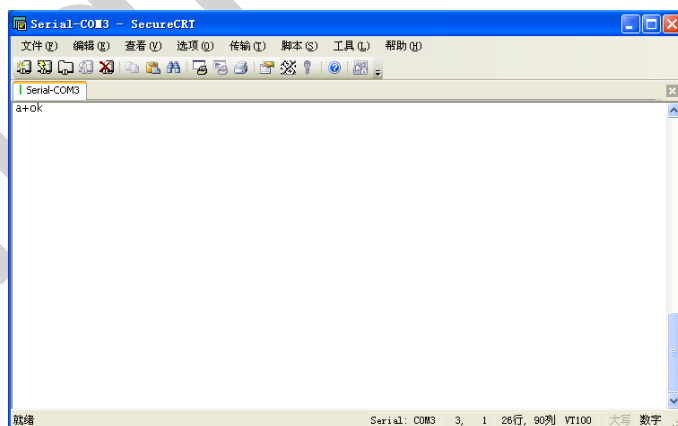 Serial-COM3 - SecureCRT
文件(F) 编辑(E) 查看(V) 选项(O) 传输(T) 脚本(S) 工具(L) 帮助(H)
Serial-COM3
a+ok
就绪 Serial: COM3 3, 1 26行, 90列 VT100 大写 数字